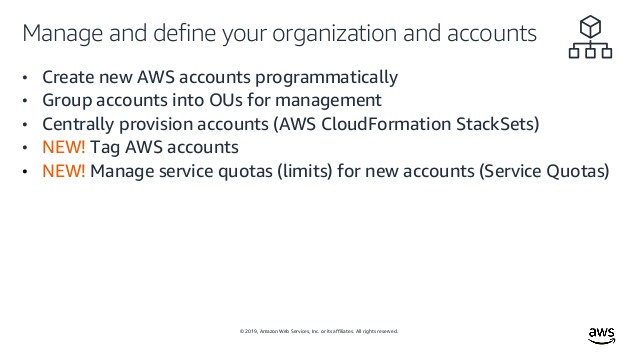 Manage and define your organization and accounts
• Create new AWS accounts programmatically
• Group accounts into OUs for management
• Centrally provision accounts (AWS CloudFormation StackSets)
• NEW! Tag AWS accounts
• NEW! Manage service quotas (limits) for new accounts (Service Quotas)
© 2019, Amazon Web Services, Inc. or its affiliates. All rights reserved.
aws